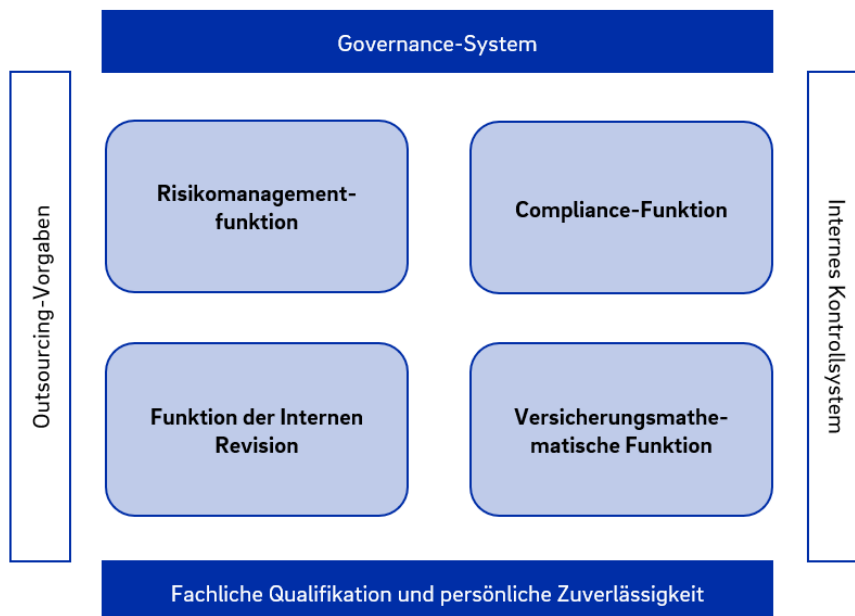 Governance-System
Outsourcing-Vorgaben
Risikomanagement-
funktion
Compliance-Funktion
Funktion der Internen
Revision
Versicherungsmathe-
matische Funktion
Internes Kontrollsystem
Fachliche Qualifikation und persönliche Zuverlässigkeit